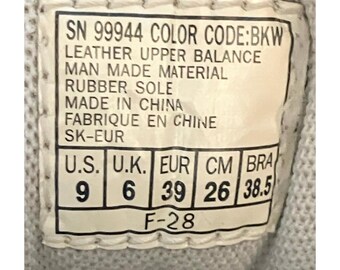 SN 99944 COLOR CODE:BKW
LEATHER UPPER BALANCE
MAN MADE MATERIAL
RUBBER SOLE
MADE IN CHINA
FABRIQUE EN CHINE
SK-EUR
U.S. U.K. EUR CM BRA
9 6 39 26 38.5
F-28